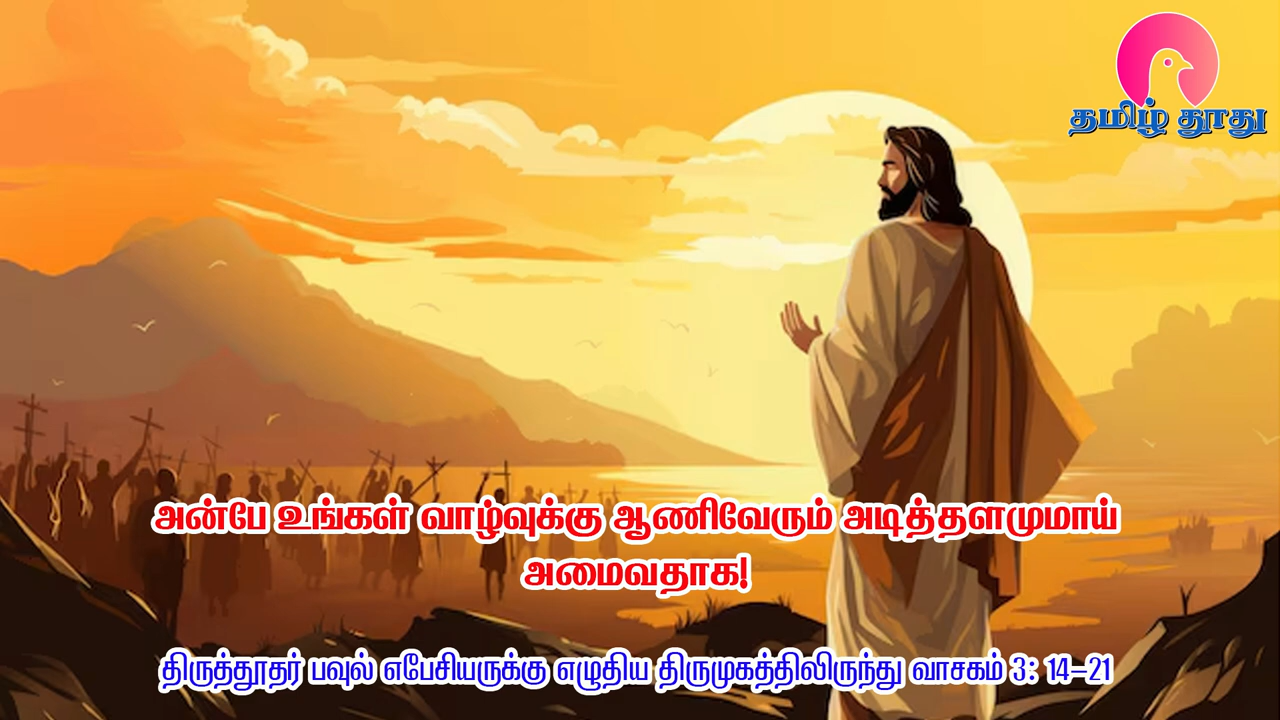 தமிழ் தூது
அன்பே உங்கள் வாழ்வுக்கு ஆணிவேரும் அடித்தளமுமாய்
அமைவதாக!
திருத்தூதர் பவுல் எபேசியருக்கு எழுதிய திருமுகத்திலிருந்து வாசகம் 3: 14-21